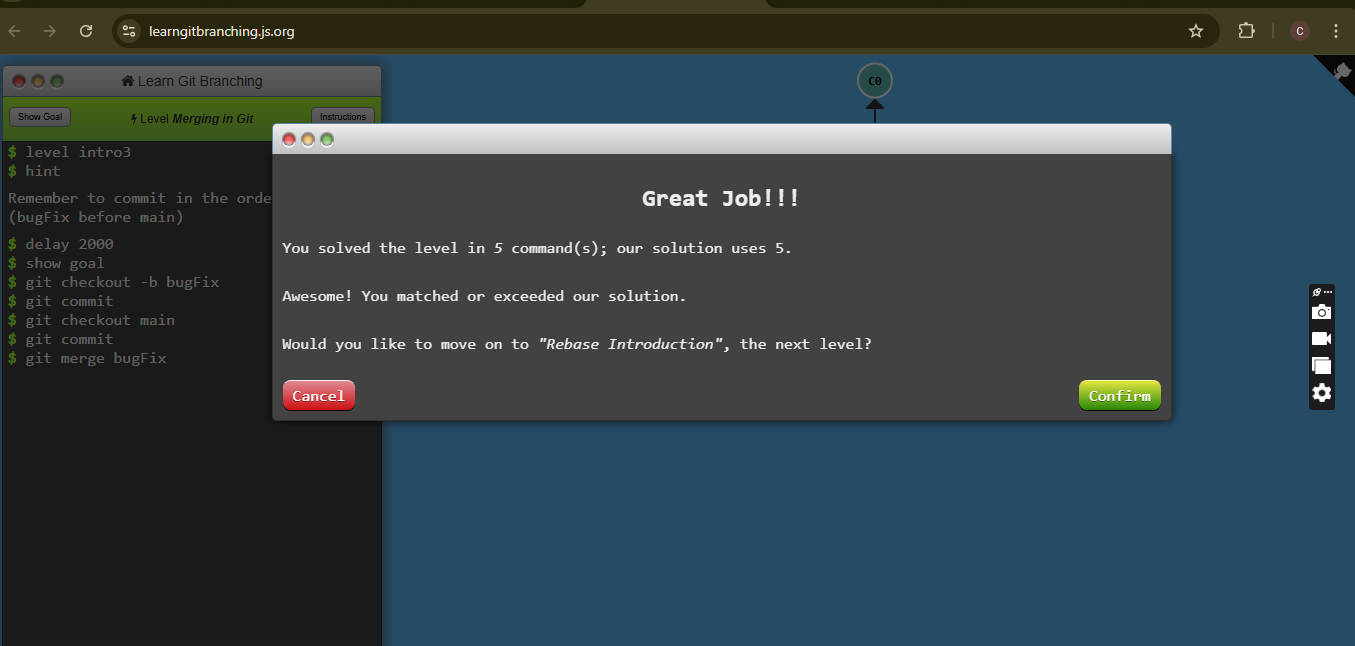 learngitbranching.js.org
C
Learn Git Branching
C0
Show Goal
Level Merging in Git
Instructions
$ level intro3
$ hint
Remember to commit in the orde
(bugFix before main)
$ delay 2000
$ show goal
$ git checkout -b bugFix
$ git commit
$ git checkout main
$ git commit
$ git merge bugFix
Great Job!!!
You solved the level in 5 command(s); our solution uses 5.
Awesome! You matched or exceeded our solution.
Would you like to move on to "Rebase Introduction", the next level?
Cancel
Confirm